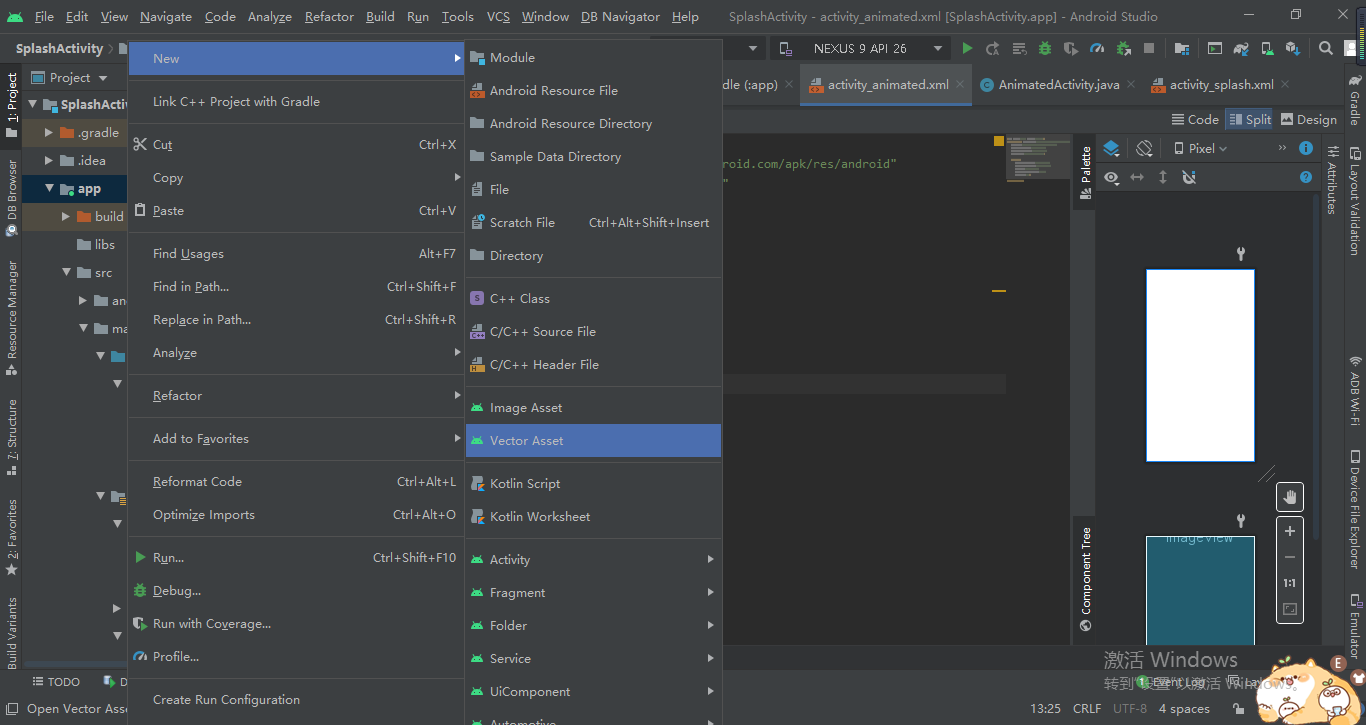 File Edit View Navigate Code Analyze Refactor Build Run Tools VCS Window DB Navigator Help SplashActivity - activity_animated.xml [SplashActivity.app] - Android Studio
SplashActivity
NEXUS 9 API 26
Project
dle (:app)
activity_animated.xml
AnimatedActivity.java
activity_splash.xml
Code Split Design
SplashActiv
.gradle
.idea
app
build
libs
src
ma
New
Link C++ Project with Gradle
Cut Ctrl+X
Copy
Paste Ctrl+V
Find Usages Alt+F7
Find in Path... Ctrl+Shift+F
Replace in Path... Ctrl+Shift+R
Analyze
Refactor
Add to Favorites
Reformat Code Ctrl+Alt+L
Optimize Imports Ctrl+Alt+O
Run... Ctrl+Shift+F10
Debug...
Run with Coverage...
Profile...
Create Run Configuration
Module
Android Resource File
Android Resource Directory
Sample Data Directory
File
Scratch File Ctrl+Alt+Shift+Insert
Directory
C++ Class
C/C++ Source File
C/C++ Header File
Image Asset
Vector Asset
Kotlin Script
Kotlin Worksheet
Activity
Fragment
Folder
Service
UiComponent
Automotive
roid.com/apk/res/android"
"
Pixel
ImageView
1:1
1: Project
DB Browser
Resource Manager
7: Structure
2: Favorites
Build Variants
Palette
Component Tree
Attributes
Gradle
Layout Validation
ADB Wi-Fi
Device File Explorer
Emulator
激活 Windows
转到"设置"以激活 Windows。
TODO
D
1 Event Log
Lay
Open Vector Asse
13:25 CRLF UTF-8 4 spaces
E